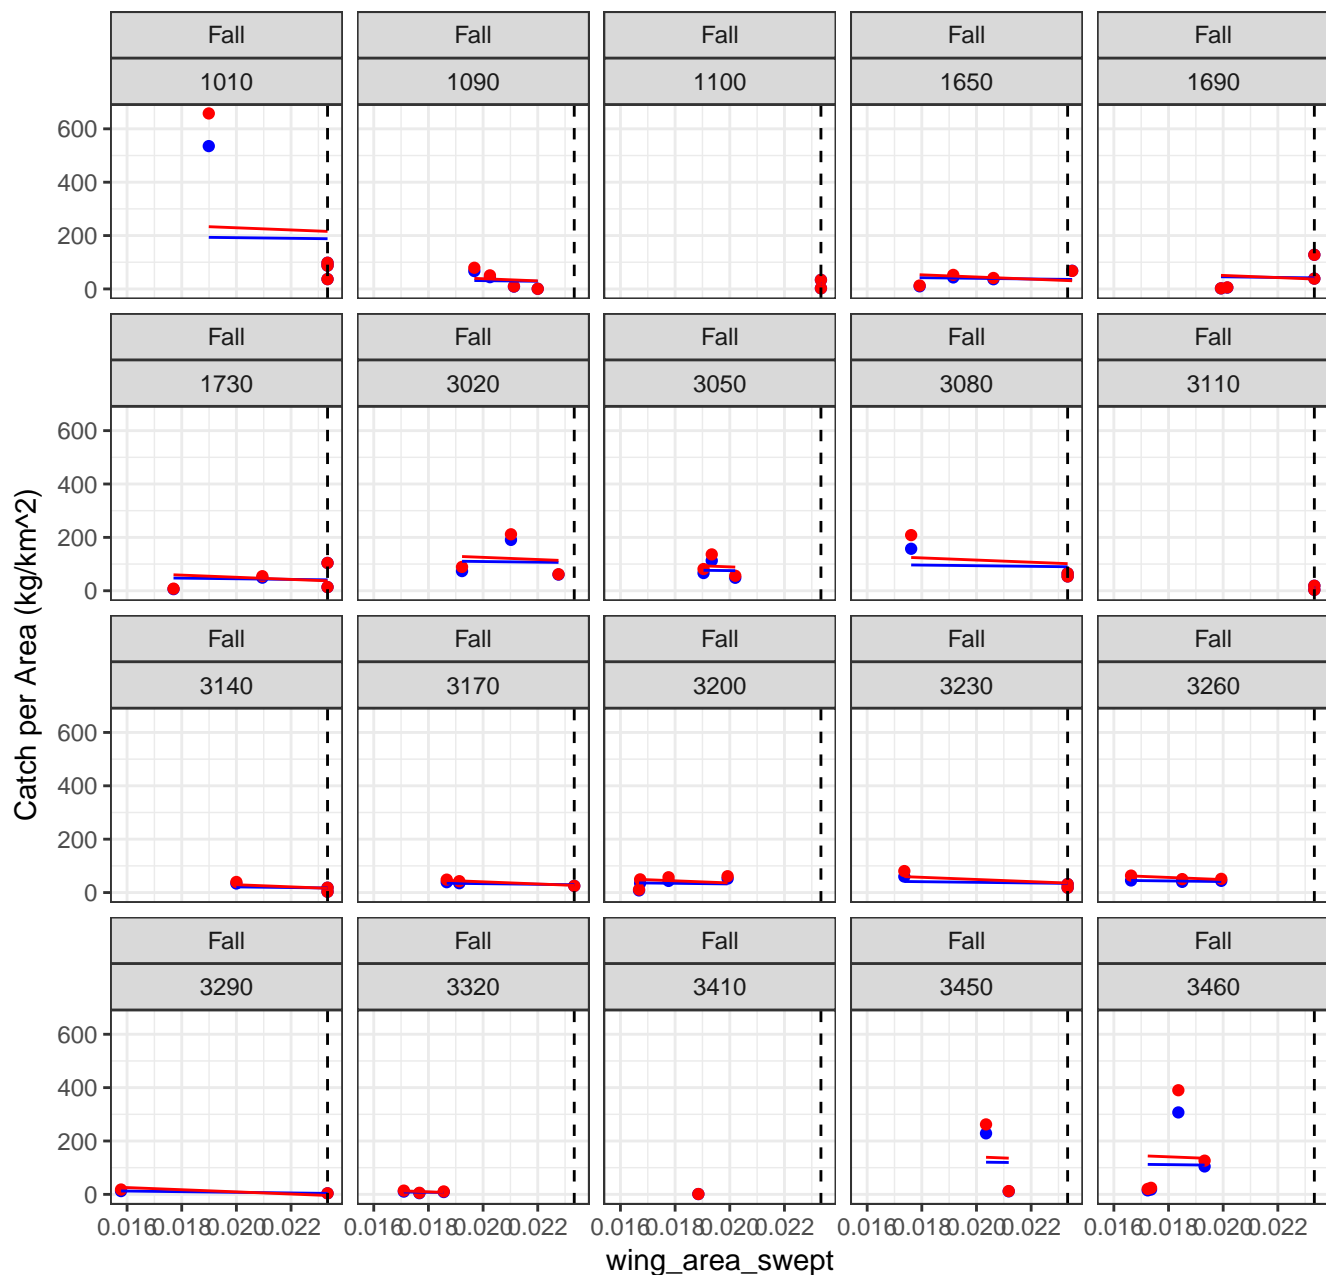 Fall Fall Fall Fall Fall
1010 1090 1100 1650 1690
600
400
200
0
Fall Fall Fall Fall Fall
1730 3020 3050 3080 3110
600
400
200
0
Catch per Area (kg/km^2)
Fall Fall Fall Fall Fall
3140 3170 3200 3230 3260
600
400
200
0
Fall Fall Fall Fall Fall
3290 3320 3410 3450 3460
600
400
200
0
0.016 0.018 0.020 0.022 0.016 0.018 0.020 0.022 0.016 0.018 0.020 0.022 0.016 0.018 0.020 0.022 0.016 0.018 0.020 0.022
wing_area_swept